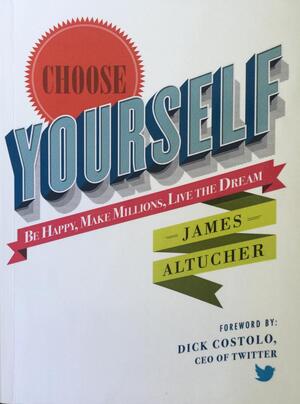 CHOOSE
YOURSELF
BE HAPPY, MAKE MILLIONS, LIVE THE DREAM
JAMES
ALTUCHER
FOREWORD BY:
DICK COSTOLO,
CEO OF TWITTER